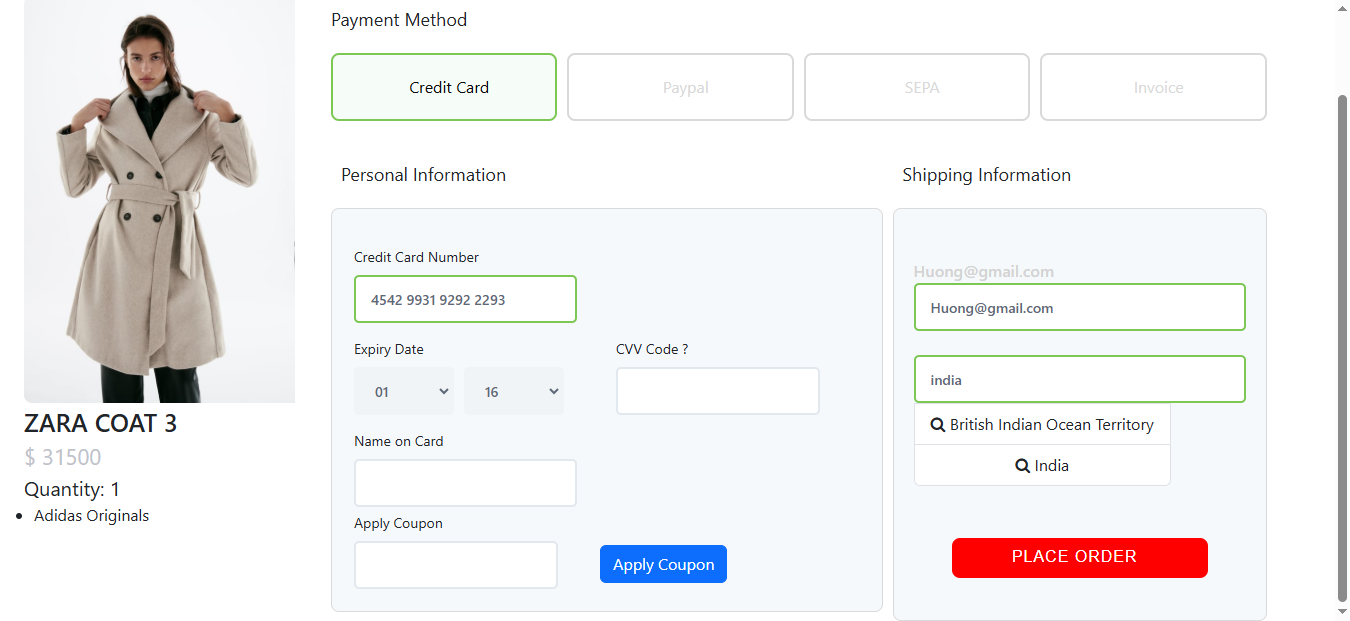 Payment Method
Credit Card
Paypal
SEPA
Invoice
Personal Information
Shipping Information
Credit Card Number
4542 9931 9292 2293
Expiry Date
CVV Code ?
01
16
Name on Card
Apply Coupon
Apply Coupon
Huong@gmail.com
Huong@gmail.com
india
British Indian Ocean Territory
India
PLACE ORDER
ZARA COAT 3
$ 31500
Quantity: 1
Adidas Originals